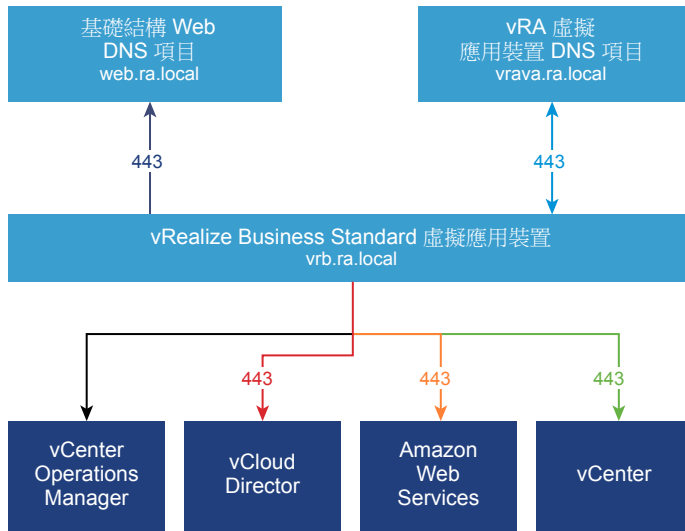 基礎結構 Web
DNS 項目
web.ra.local
vRA 虛擬
應用裝置 DNS 項目
vrava.ra.local
443
443
vRealize Business Standard 虛擬應用裝置
vrb.ra.local
443
443
443
vCenter
Operations
Manager
vCloud
Director
Amazon
Web
Services
vCenter